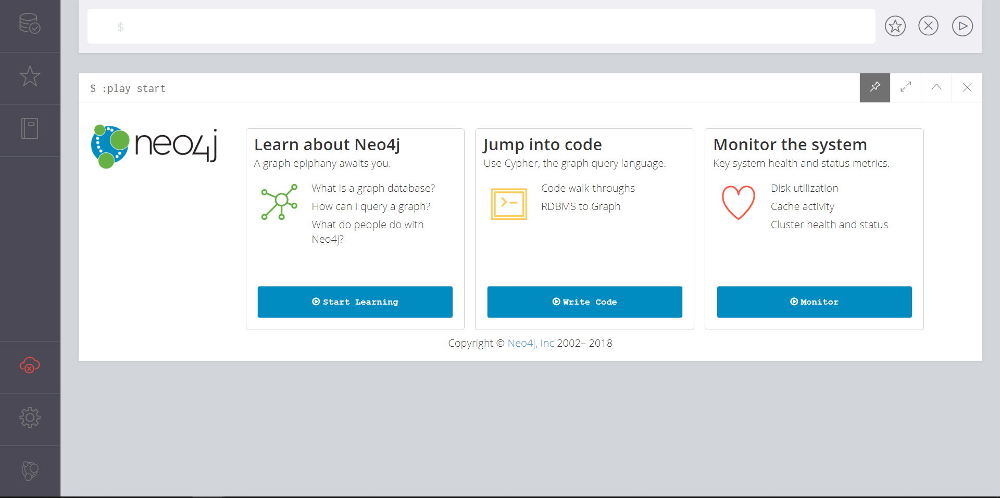 $
$ :play start
neo4j
Learn about Neo4j
A graph epiphany awaits you.
What is a graph database?
How can I query a graph?
What do people do with
Neo4j?
Start Learning
Jump into code
Use Cypher, the graph query language.
Code walk-throughs
RDBMS to Graph
Write Code
Monitor the system
Key system health and status metrics.
Disk utilization
Cache activity
Cluster health and status
Monitor
Copyright © Neo4j, Inc 2002– 2018